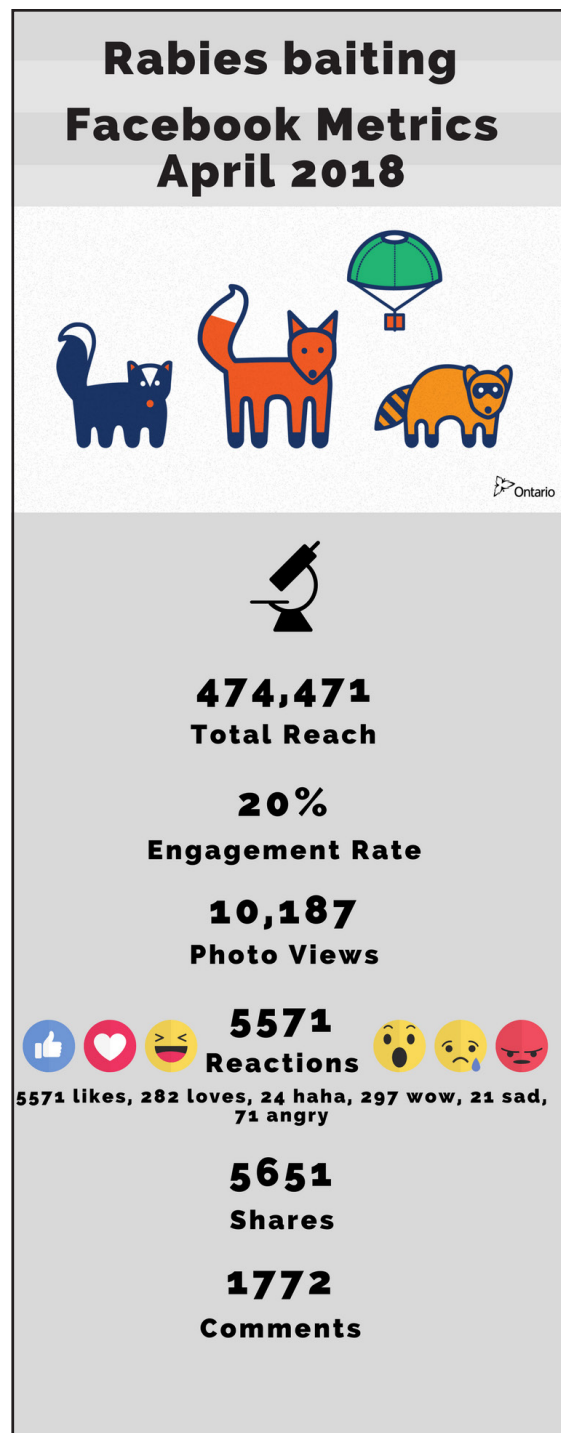 Rabies baiting
Facebook Metrics
April 2018
Ontario
474,471
Total Reach
20%
Engagement Rate
10,187
Photo Views
5571
Reactions
5571 likes, 282 loves, 24 haha, 297 wow, 21 sad,
71 angry
5651
Shares
1772
Comments